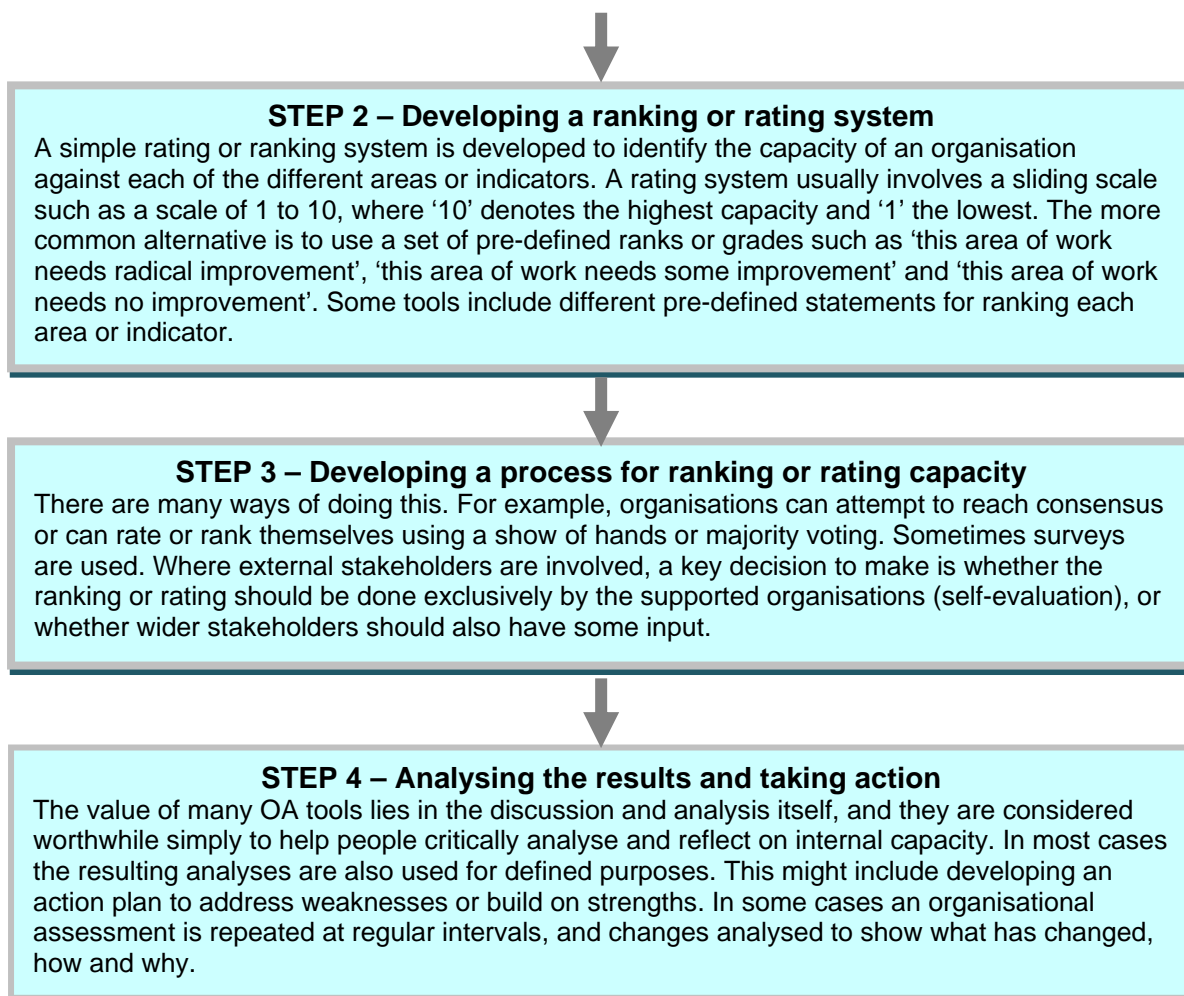 STEP 2 – Developing a ranking or rating system
A simple rating or ranking system is developed to identify the capacity of an organisation
against each of the different areas or indicators. A rating system usually involves a sliding scale
such as a scale of 1 to 10, where ‘10’ denotes the highest capacity and ‘1’ the lowest. The more
common alternative is to use a set of pre-defined ranks or grades such as ‘this area of work
needs radical improvement’, ‘this area of work needs some improvement’ and ‘this area of work
needs no improvement’. Some tools include different pre-defined statements for ranking each
area or indicator.
STEP 3 – Developing a process for ranking or rating capacity
There are many ways of doing this. For example, organisations can attempt to reach consensus
or can rate or rank themselves using a show of hands or majority voting. Sometimes surveys
are used. Where external stakeholders are involved, a key decision to make is whether the
ranking or rating should be done exclusively by the supported organisations (self-evaluation), or
whether wider stakeholders should also have some input.
STEP 4 – Analysing the results and taking action
The value of many OA tools lies in the discussion and analysis itself, and they are considered
worthwhile simply to help people critically analyse and reflect on internal capacity. In most cases
the resulting analyses are also used for defined purposes. This might include developing an
action plan to address weaknesses or build on strengths. In some cases an organisational
assessment is repeated at regular intervals, and changes analysed to show what has changed,
how and why.